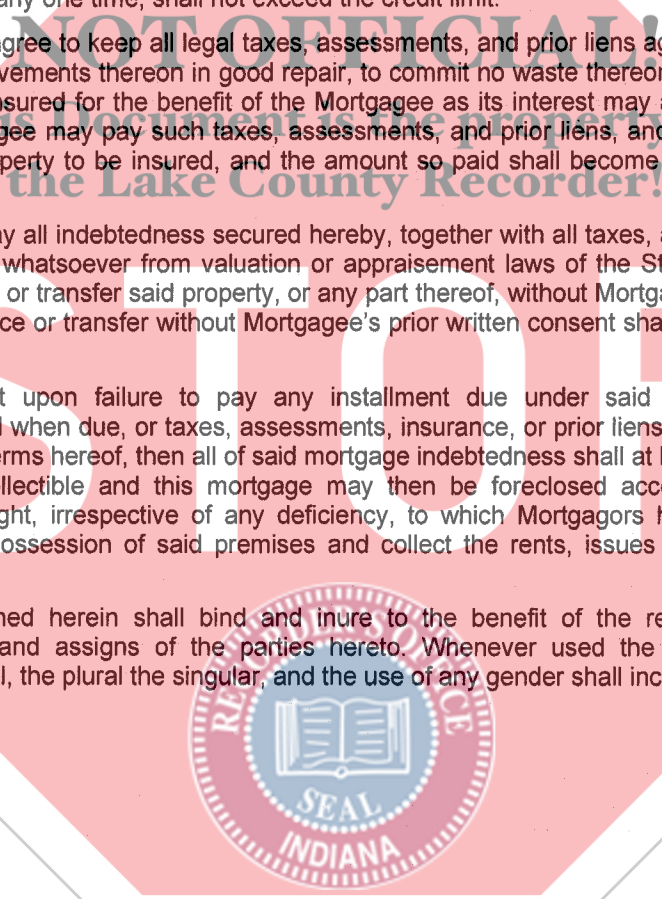 any one time, shall not exceed the credit limit.
NOT OFFICIAL!
gree to keep all legal taxes, assessments, and prior liens ag
vements thereon in good repair, to commit no waste thereon
nsured for the benefit of the Mortgagee as its interest may a
is Document is the property
gee may pay such taxes, assessments, and prior liens, and
perty to be insured, and the amount so paid shall become
the Lake County Recorder!
y all indebtedness secured hereby, together with all taxes, a
whatsoever from valuation or appraisement laws of the St
or transfer said property, or any part thereof, without Mortga
ce or transfer without Mortgagee's prior written consent sha
STOP
t upon failure to pay any installment due under said
l when due, or taxes, assessments, insurance, or prior liens
erms hereof, then all of said mortgage indebtedness shall at
llectible and this mortgage may then be foreclosed acc
ght, irrespective of any deficiency, to which Mortgagors h
ossession of said premises and collect the rents, issues
ned herein shall bind and inure to the benefit of the re
and assigns of the parties hereto. Whenever used the
l, the plural the singular, and the use of any gender shall inc
RECORDER'S OFFICE
SEAL
INDIANA